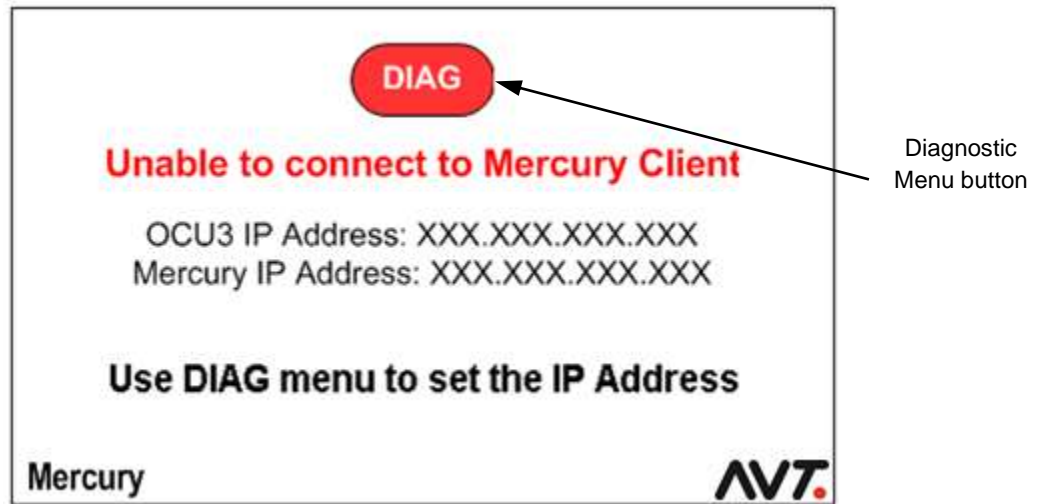 DIAG
Unable to connect to Mercury Client
OCU3 IP Address: XXX.XXX.XXX.XXX
Mercury IP Address: XXX.XXX.XXX.XXX
Use DIAG menu to set the IP Address
Mercury
AVT.
Diagnostic
Menu button